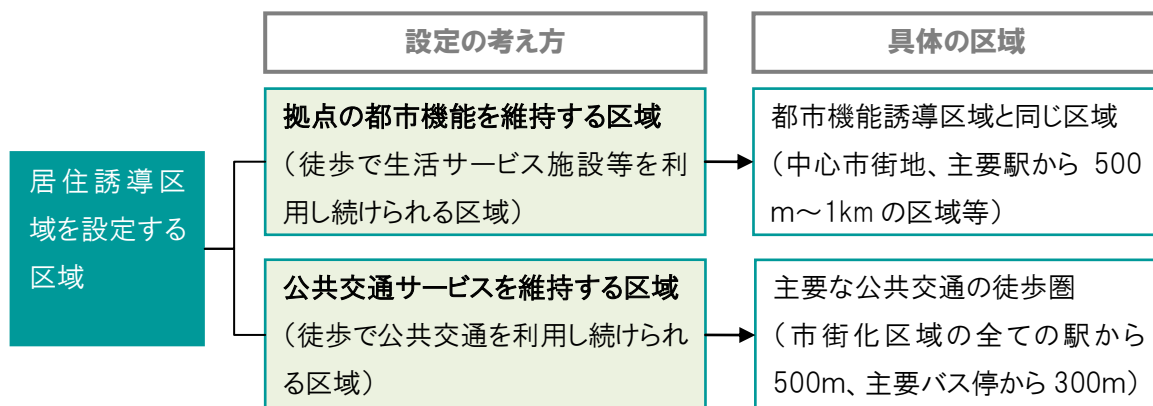 設定の考え方
具体の区域
居住誘導区
域を設定する
区域
拠点の都市機能を維持する区域
（徒歩で生活サービス施設等を利
用し続けられる区域）
都市機能誘導区域と同じ区域
（中心市街地、主要駅から 500
m～1km の区域等）
公共交通サービスを維持する区域
（徒歩で公共交通を利用し続けられ
る区域）
主要な公共交通の徒歩圏
（市街化区域の全ての駅から
500m、主要バス停から 300m）